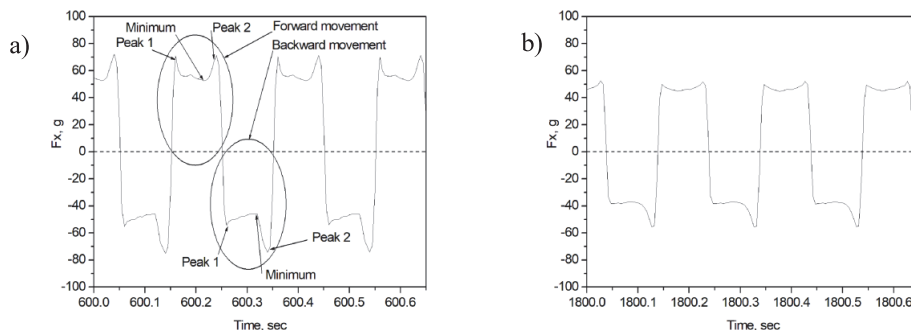 a)
Fx, g
100
80
60
40
20
0
-20
-40
-60
-80
-100
600.0
600.1
600.2
600.3
600.4
600.5
600.6
Time, sec
Minimum
Peak 1
Peak 2
Forward movement
Backward movement
Peak 1
Peak 2
Minimum
b)
Fx, g
100
80
60
40
20
0
-20
-40
-60
-80
-100
1800.0
1800.1
1800.2
1800.3
1800.4
1800.5
1800.6
Time, sec